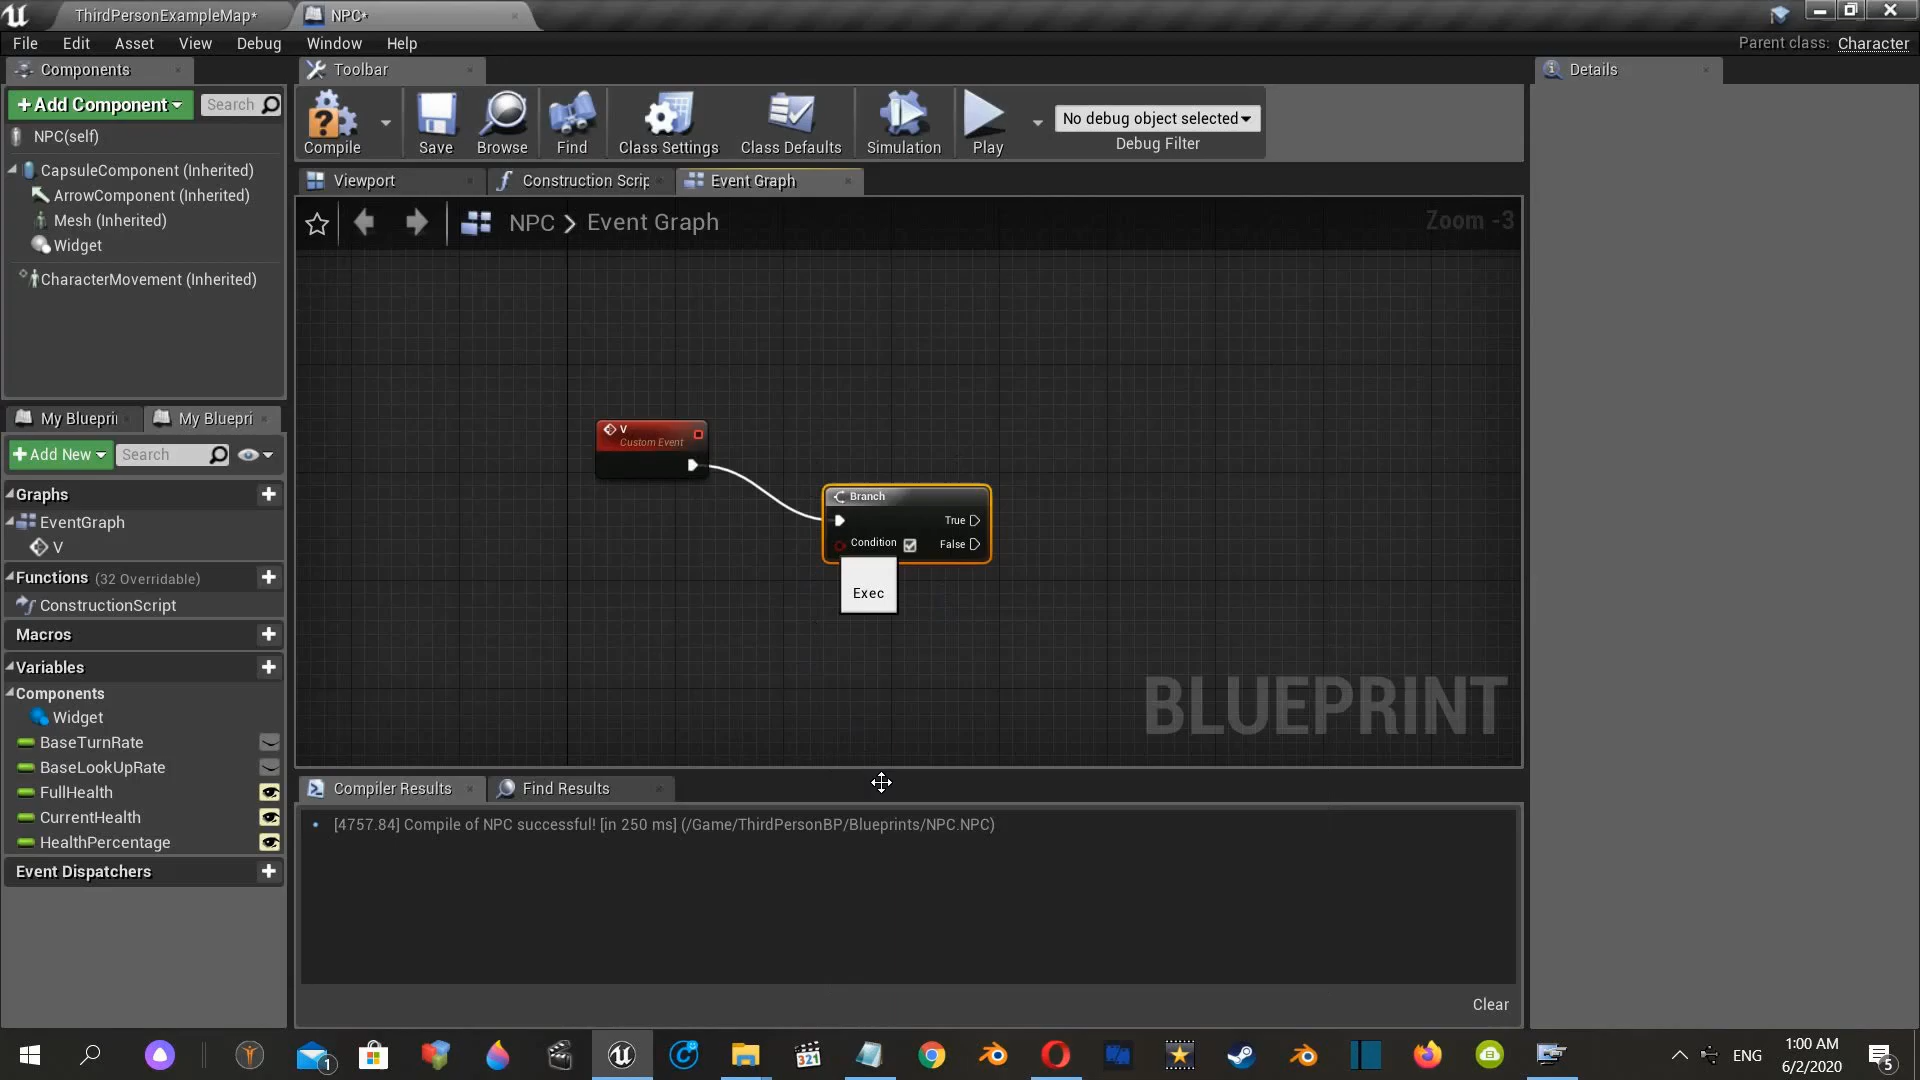 ThirdPersonExampleMap*
NPC*
File
Edit
Asset
View
Debug
Window
Help
Parent class:
Character
Components
Toolbar
Details
+Add Component
Search
NPC(self)
CapsuleComponent (Inherited)
ArrowComponent (Inherited)
Mesh (Inherited)
Widget
CharacterMovement (Inherited)
Compile
Save
Browse
Find
Class Settings
Class Defaults
Simulation
Play
No debug object selected
Debug Filter
Viewport
Construction Scrip
Event Graph
NPC > Event Graph
Zoom -3
V
Custom Event
Branch
True
Condition
False
Exec
BLUEPRINT
My Blueprii
My Bluepri
+Add New
Search
Graphs
EventGraph
V
Functions (32 Overridable)
ConstructionScript
Macros
Variables
Components
Widget
BaseTurnRate
BaseLookUpRate
FullHealth
CurrentHealth
HealthPercentage
Event Dispatchers
Compiler Results
Find Results
[4757.84] Compile of NPC successful! [in 250 ms] (/Game/ThirdPersonBP/Blueprints/NPC.NPC)
Clear
1
321
ENG
1:00 AM
6/2/2020
5